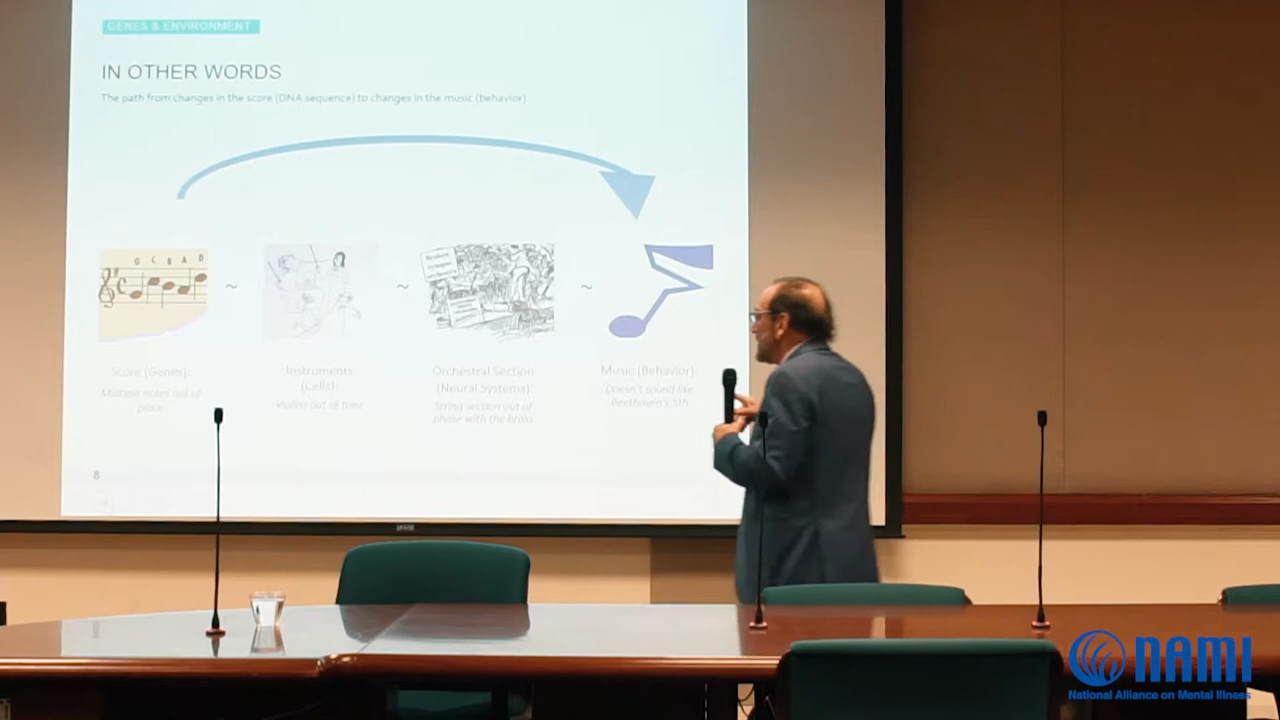 GENES & ENVIRONMENT
IN OTHER WORDS
The path from changes in the score (DNA sequence) to changes in the music (behavior)
G C B A D
~ ~ ~
Score (Genes):
Multiple notes out of
place
Instruments
(Cells):
Violins out of tune
Orchestral Section
(Neural Systems):
String section out of
phase with the brass
Music (Behavior):
Doesn't sound like
Beethoven's 5th
8
NAMI
National Alliance on Mental Illness